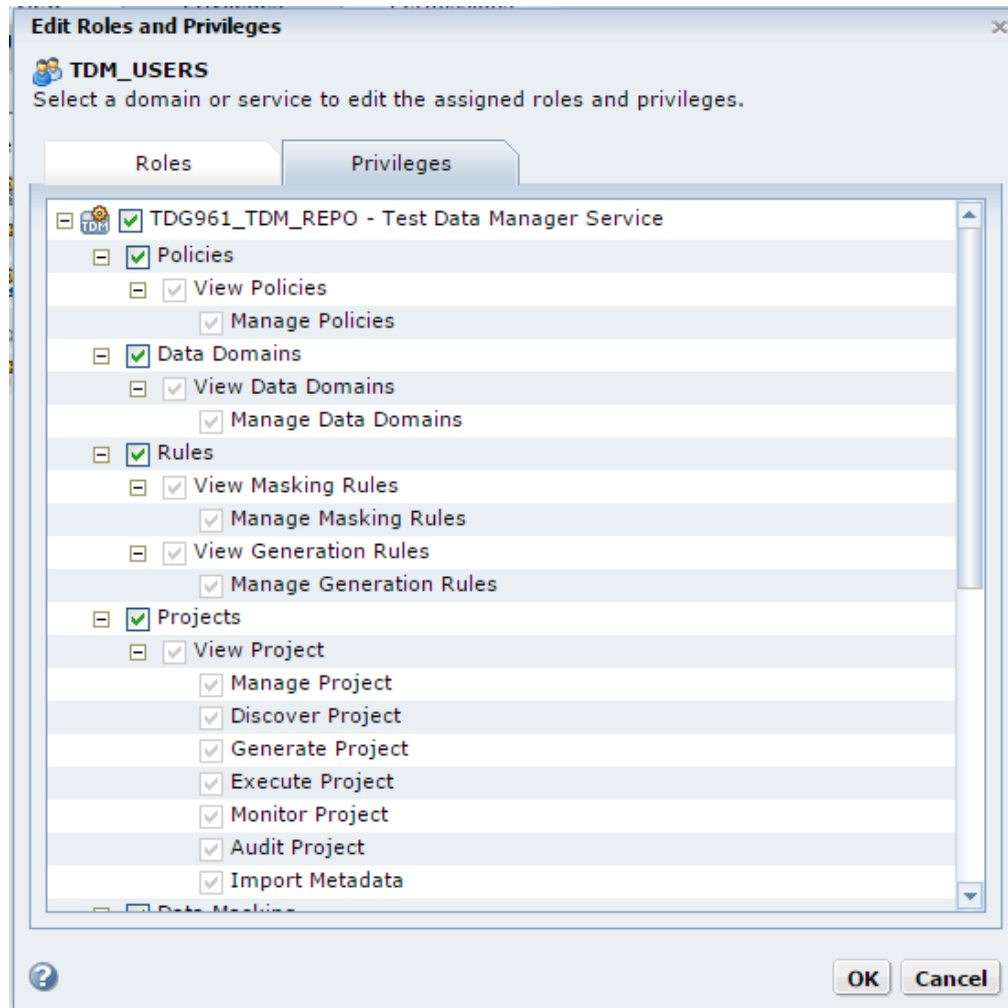 Edit Roles and Privileges
TDM_USERS
Select a domain or service to edit the assigned roles and privileges.
Roles Privileges
TDM TDG961_TDM_REPO - Test Data Manager Service
Policies
View Policies
Manage Policies
Data Domains
View Data Domains
Manage Data Domains
Rules
View Masking Rules
Manage Masking Rules
View Generation Rules
Manage Generation Rules
Projects
View Project
Manage Project
Discover Project
Generate Project
Execute Project
Monitor Project
Audit Project
Import Metadata
Data Masking
OK Cancel